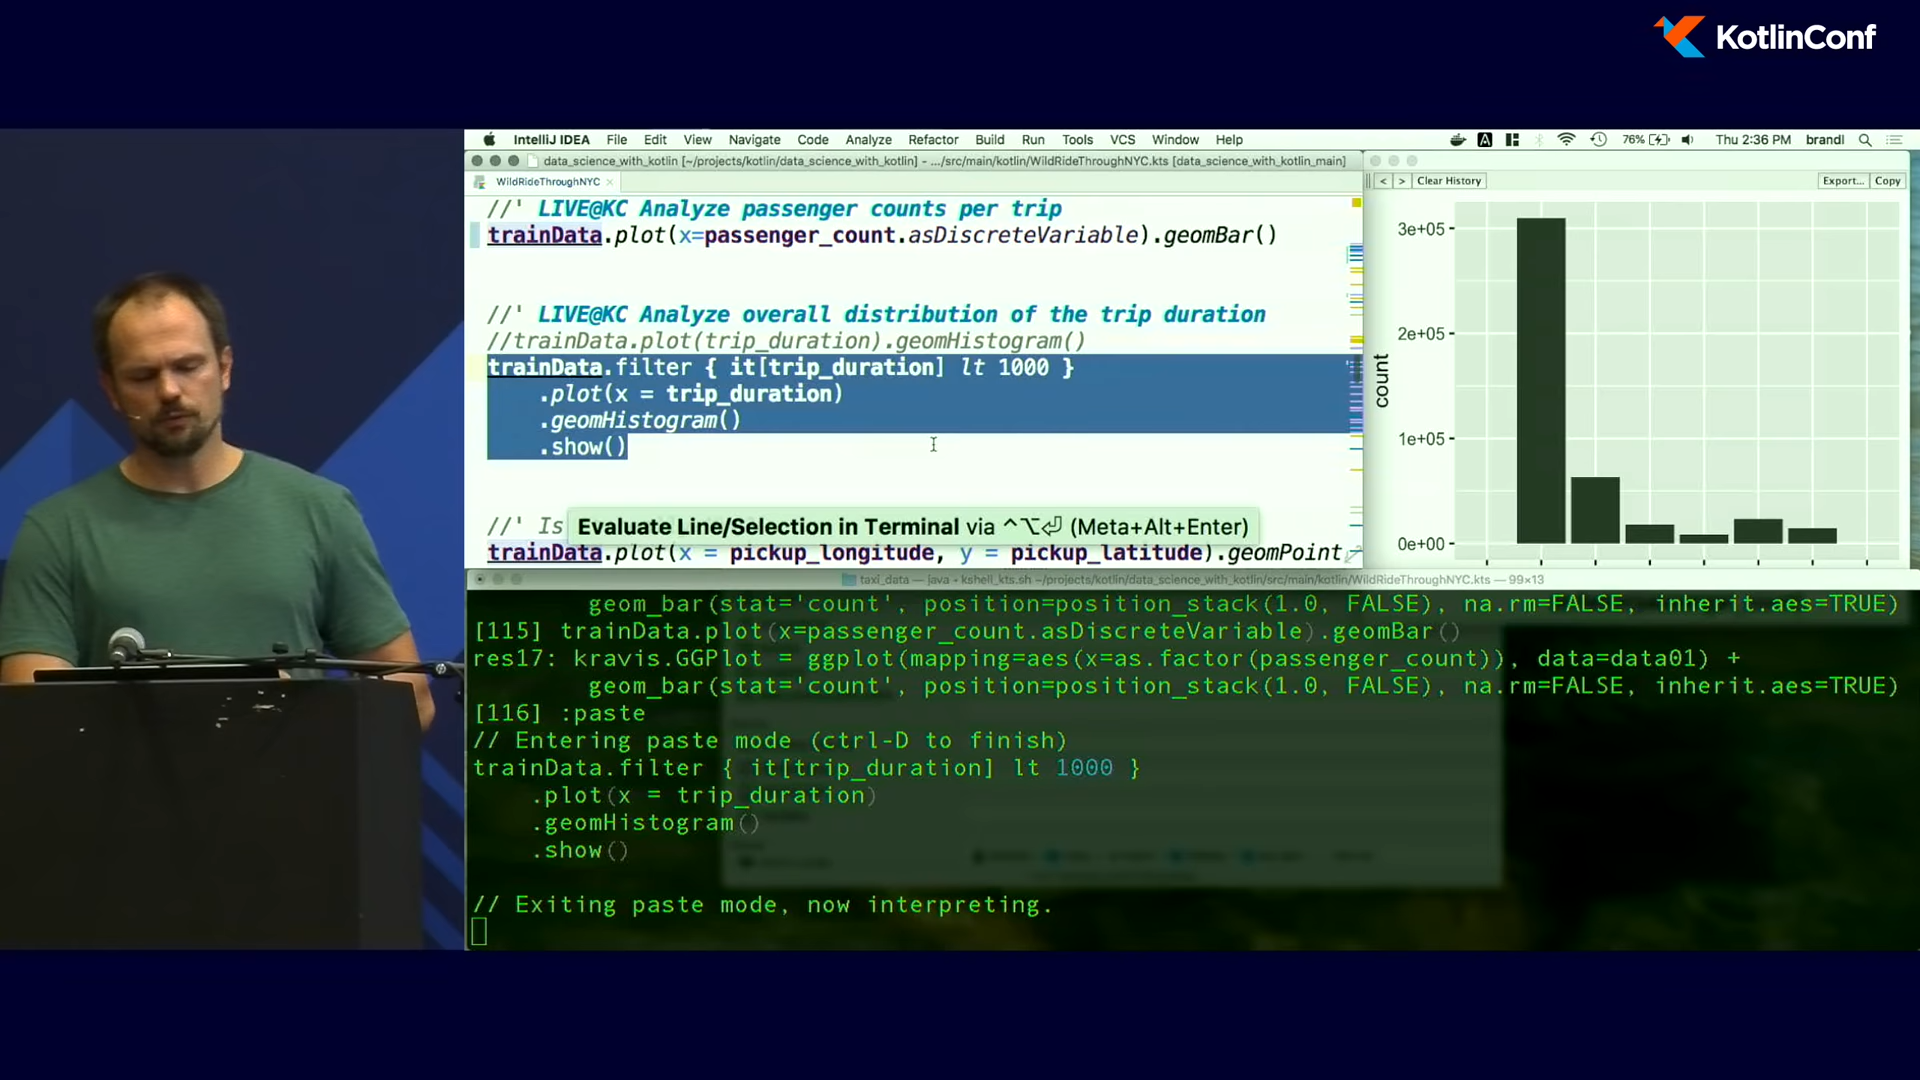 KotlinConf
IntelliJ IDEA File Edit View Navigate Code Analyze Refactor Build Run Tools VCS Window Help
76% Thu 2:36 PM brandl
data_science_with_kotlin [~/projects/kotlin/data_science_with_kotlin] - .../src/main/kotlin/WildRideThroughNYC.kts [data_science_with_kotlin_main]
WildRideThroughNYC
//' LIVE@KC Analyze passenger counts per trip
trainData.plot(x=passenger_count.asDiscreteVariable).geomBar()
//' LIVE@KC Analyze overall distribution of the trip duration
//trainData.plot(trip_duration).geomHistogram()
trainData.filter { it[trip_duration] lt 1000 }
.plot(x = trip_duration)
.geomHistogram()
.show()
//' Is
Evaluate Line/Selection in Terminal via ^⌥⏎ (Meta+Alt+Enter)
trainData.plot(x = pickup_longitude, y = pickup_latitude).geomPoint
< > Clear History Export... Copy
3e+05
2e+05
1e+05
0e+00
count
taxi_data — java - kshell_kts.sh ~/projects/kotlin/data_science_with_kotlin/src/main/kotlin/WildRideThroughNYC.kts — 99×13
geom_bar(stat='count', position=position_stack(1.0, FALSE), na.rm=FALSE, inherit.aes=TRUE)
[115] trainData.plot(x=passenger_count.asDiscreteVariable).geomBar()
res17: kravis.GGPlot = ggplot(mapping=aes(x=as.factor(passenger_count)), data=data01) +
geom_bar(stat='count', position=position_stack(1.0, FALSE), na.rm=FALSE, inherit.aes=TRUE)
[116] :paste
// Entering paste mode (ctrl-D to finish)
trainData.filter { it[trip_duration] lt 1000 }
.plot(x = trip_duration)
.geomHistogram()
.show()
// Exiting paste mode, now interpreting.